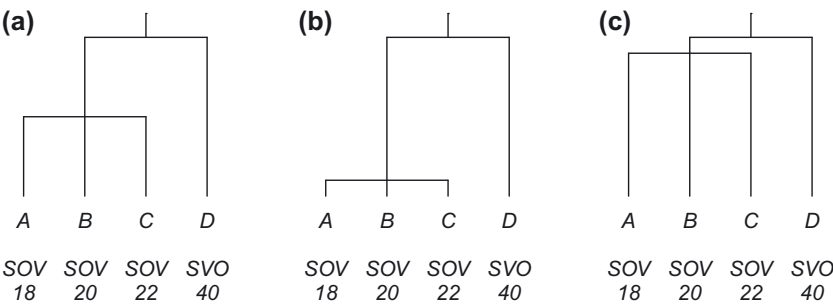 (a) (b) (c)
A B C D A B C D A B C D
SOV SOV SOV SVO SOV SOV SOV SVO SOV SOV SOV SVO
18 20 22 40 18 20 22 40 18 20 22 40